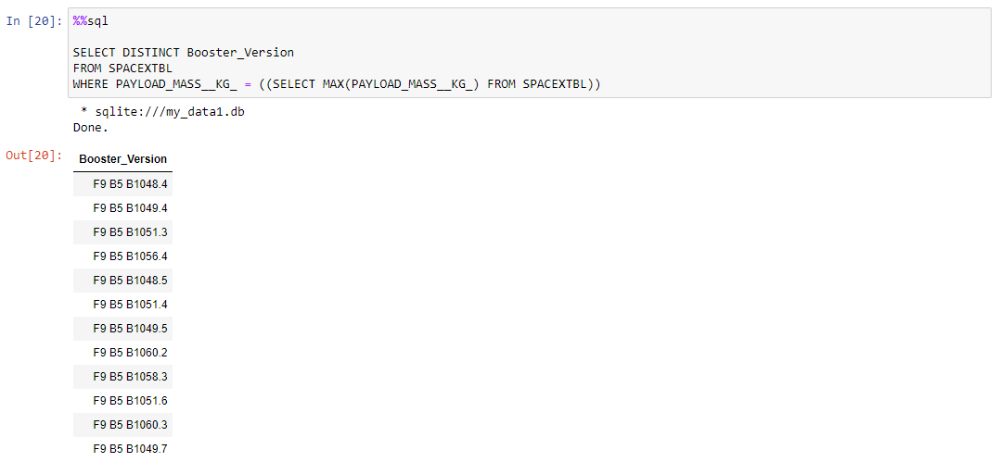 In [20]: %%sql
SELECT DISTINCT Booster_Version
FROM SPACEXTBL
WHERE PAYLOAD_MASS__KG_ = ((SELECT MAX(PAYLOAD_MASS__KG_) FROM SPACEXTBL))
* sqlite:///my_data1.db
Done.
Out[20]: Booster_Version
F9 B5 B1048.4
F9 B5 B1049.4
F9 B5 B1051.3
F9 B5 B1056.4
F9 B5 B1048.5
F9 B5 B1051.4
F9 B5 B1049.5
F9 B5 B1060.2
F9 B5 B1058.3
F9 B5 B1051.6
F9 B5 B1060.3
F9 B5 B1049.7